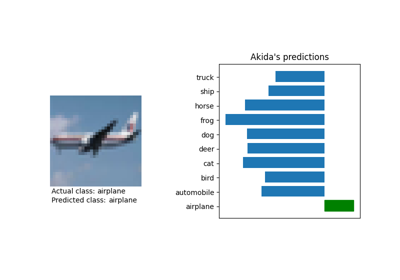 Akida's predictions
truck
ship
horse
frog
dog
deer
cat
bird
automobile
airplane
Actual class: airplane
Predicted class: airplane